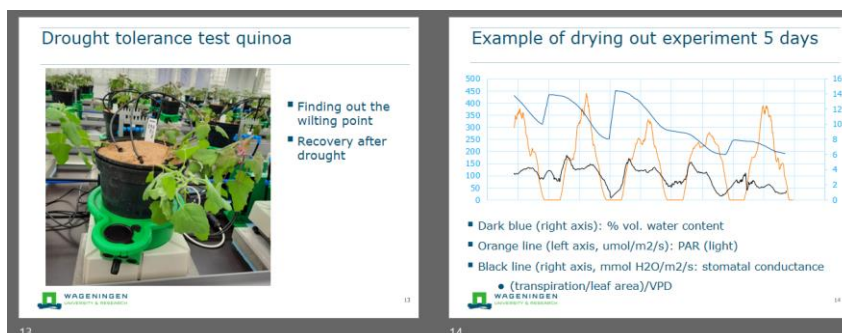 Drought tolerance test quinoa
Finding out the
wilting point
Recovery after
drought
WAGENINGEN
UNIVERSITY & RESEARCH
13
13
Example of drying out experiment 5 days
500
450
400
350
300
250
200
150
100
50
0
16
14
12
10
8
6
4
2
0
Dark blue (right axis): % vol. water content
Orange line (left axis, umol/m2/s): PAR (light)
Black line (right axis, mmol H2O/m2/s: stomatal conductance
(transpiration/leaf area)/VPD
WAGENINGEN
UNIVERSITY & RESEARCH
14
14